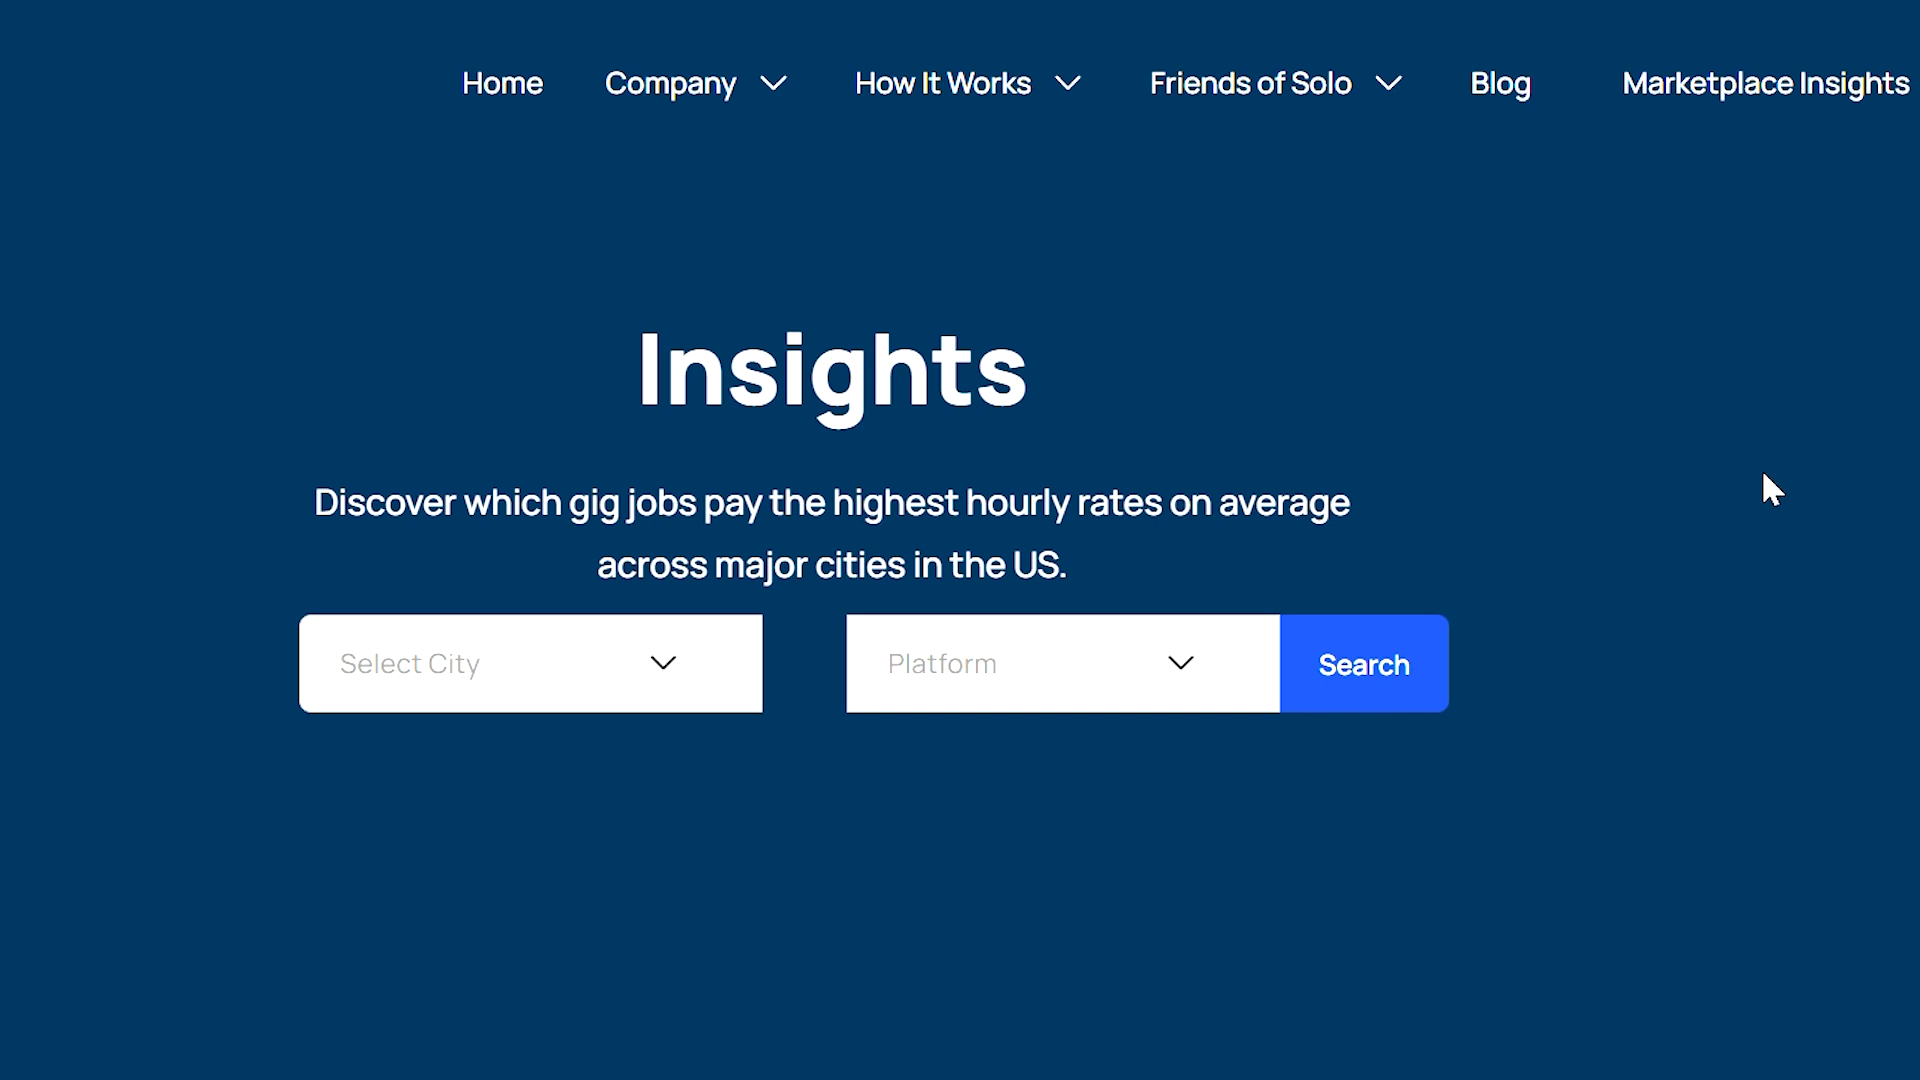 Home Company How It Works Friends of Solo Blog Marketplace Insights
Insights
Discover which gig jobs pay the highest hourly rates on average
across major cities in the US.
Select City Platform Search